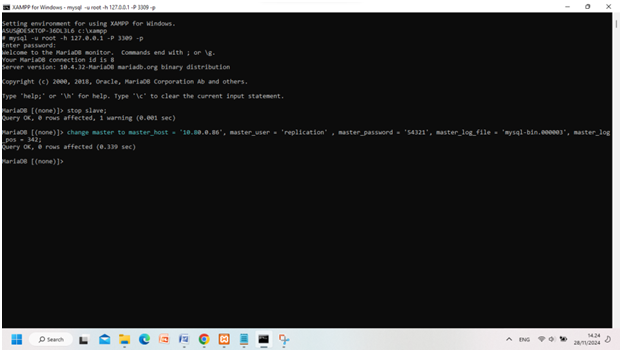 XAMPP for Windows - mysql -u root -h 127.0.0.1 -P 3309 -p
Setting environment for using XAMPP for Windows.
ASUS@DESKTOP-36DL3L6 c:\xampp
# mysql -u root -h 127.0.0.1 -P 3309 -p
Enter password:
Welcome to the MariaDB monitor.  Commands end with ; or \g.
Your MariaDB connection id is 8
Server version: 10.4.32-MariaDB mariadb.org binary distribution
Copyright (c) 2000, 2018, Oracle, MariaDB Corporation Ab and others.
Type 'help;' or '\h' for help. Type '\c' to clear the current input statement.
MariaDB [(none)]> stop slave;
Query OK, 0 rows affected, 1 warning (0.001 sec)
MariaDB [(none)]> change master to master_host = '10.80.0.86', master_user = 'replication' , master_password = '54321', master_log_file = 'mysql-bin.000003', master_log
_pos = 342;
Query OK, 0 rows affected (0.339 sec)
MariaDB [(none)]>
Search
ENG
14.24
28/11/2024